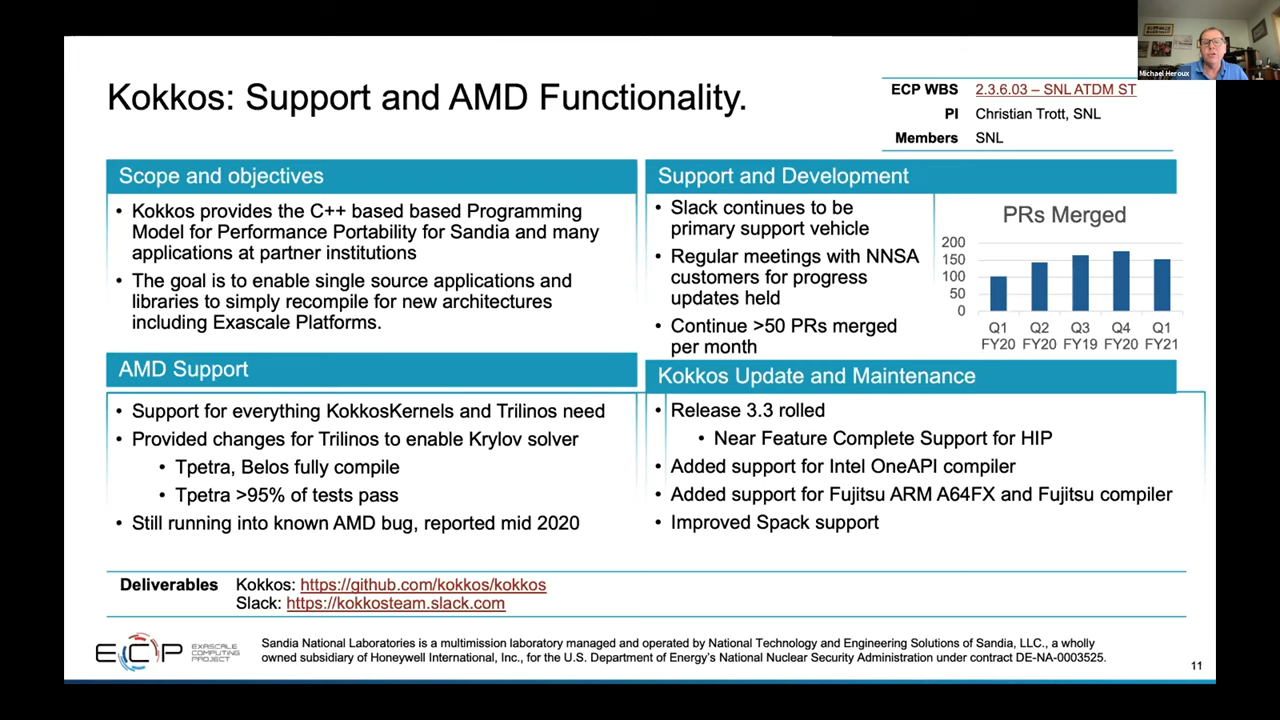 Michael Heroux
Kokkos: Support and AMD Functionality.
ECP WBS 2.3.6.03 – SNL ATDM ST
PI Christian Trott, SNL
Members SNL
Scope and objectives
• Kokkos provides the C++ based based Programming
Model for Performance Portability for Sandia and many
applications at partner institutions
• The goal is to enable single source applications and
libraries to simply recompile for new architectures
including Exascale Platforms.
Support and Development
• Slack continues to be
primary support vehicle
• Regular meetings with NNSA
customers for progress
updates held
• Continue >50 PRs merged
per month
PRs Merged
200
150
100
50
0
Q1 Q2 Q3 Q4 Q1
FY20 FY20 FY19 FY20 FY21
AMD Support
• Support for everything KokkosKernels and Trilinos need
• Provided changes for Trilinos to enable Krylov solver
• Tpetra, Belos fully compile
• Tpetra >95% of tests pass
• Still running into known AMD bug, reported mid 2020
Kokkos Update and Maintenance
• Release 3.3 rolled
• Near Feature Complete Support for HIP
• Added support for Intel OneAPI compiler
• Added support for Fujitsu ARM A64FX and Fujitsu compiler
• Improved Spack support
Deliverables Kokkos: https://github.com/kokkos/kokkos
Slack: https://kokkosteam.slack.com
ECP
EXASCALE
COMPUTING
PROJECT
Sandia National Laboratories is a multimission laboratory managed and operated by National Technology and Engineering Solutions of Sandia, LLC., a wholly
owned subsidiary of Honeywell International, Inc., for the U.S. Department of Energy's National Nuclear Security Administration under contract DE-NA-0003525.
11